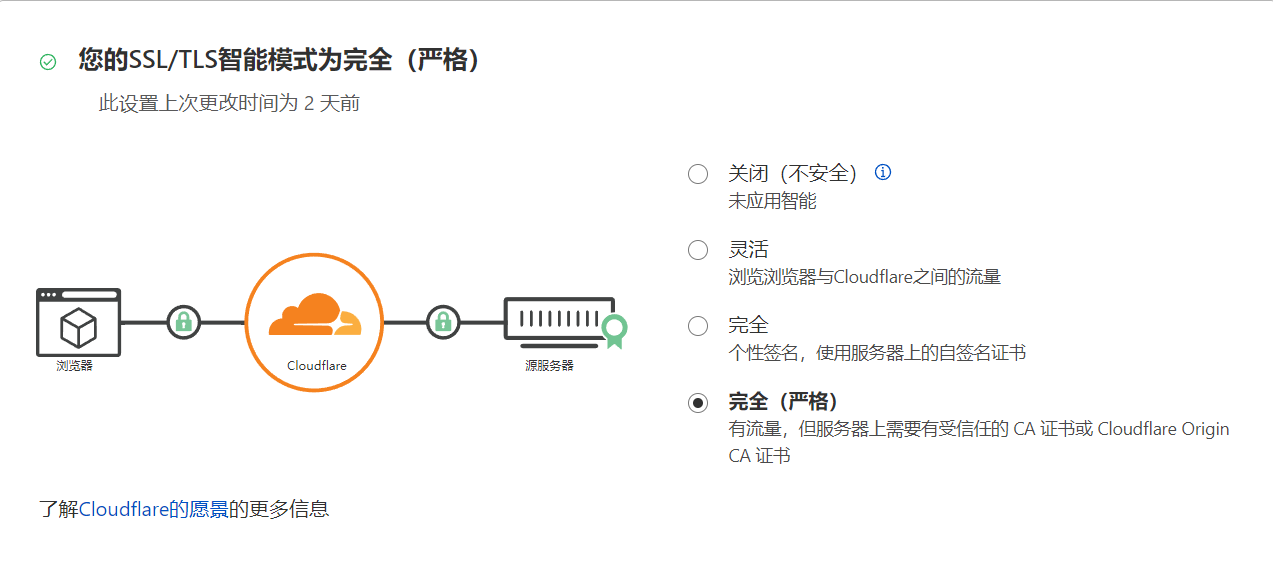 您的SSL/TLS智能模式为完全（严格）
此设置上次更改时间为 2 天前
关闭（不安全）
未应用智能
灵活
浏览浏览器与Cloudflare之间的流量
完全
个性签名，使用服务器上的自签名证书
完全（严格）
有流量，但服务器上需要有受信任的 CA 证书或 Cloudflare Origin
CA 证书
浏览器
Cloudflare
源服务器
了解Cloudflare的愿景的更多信息